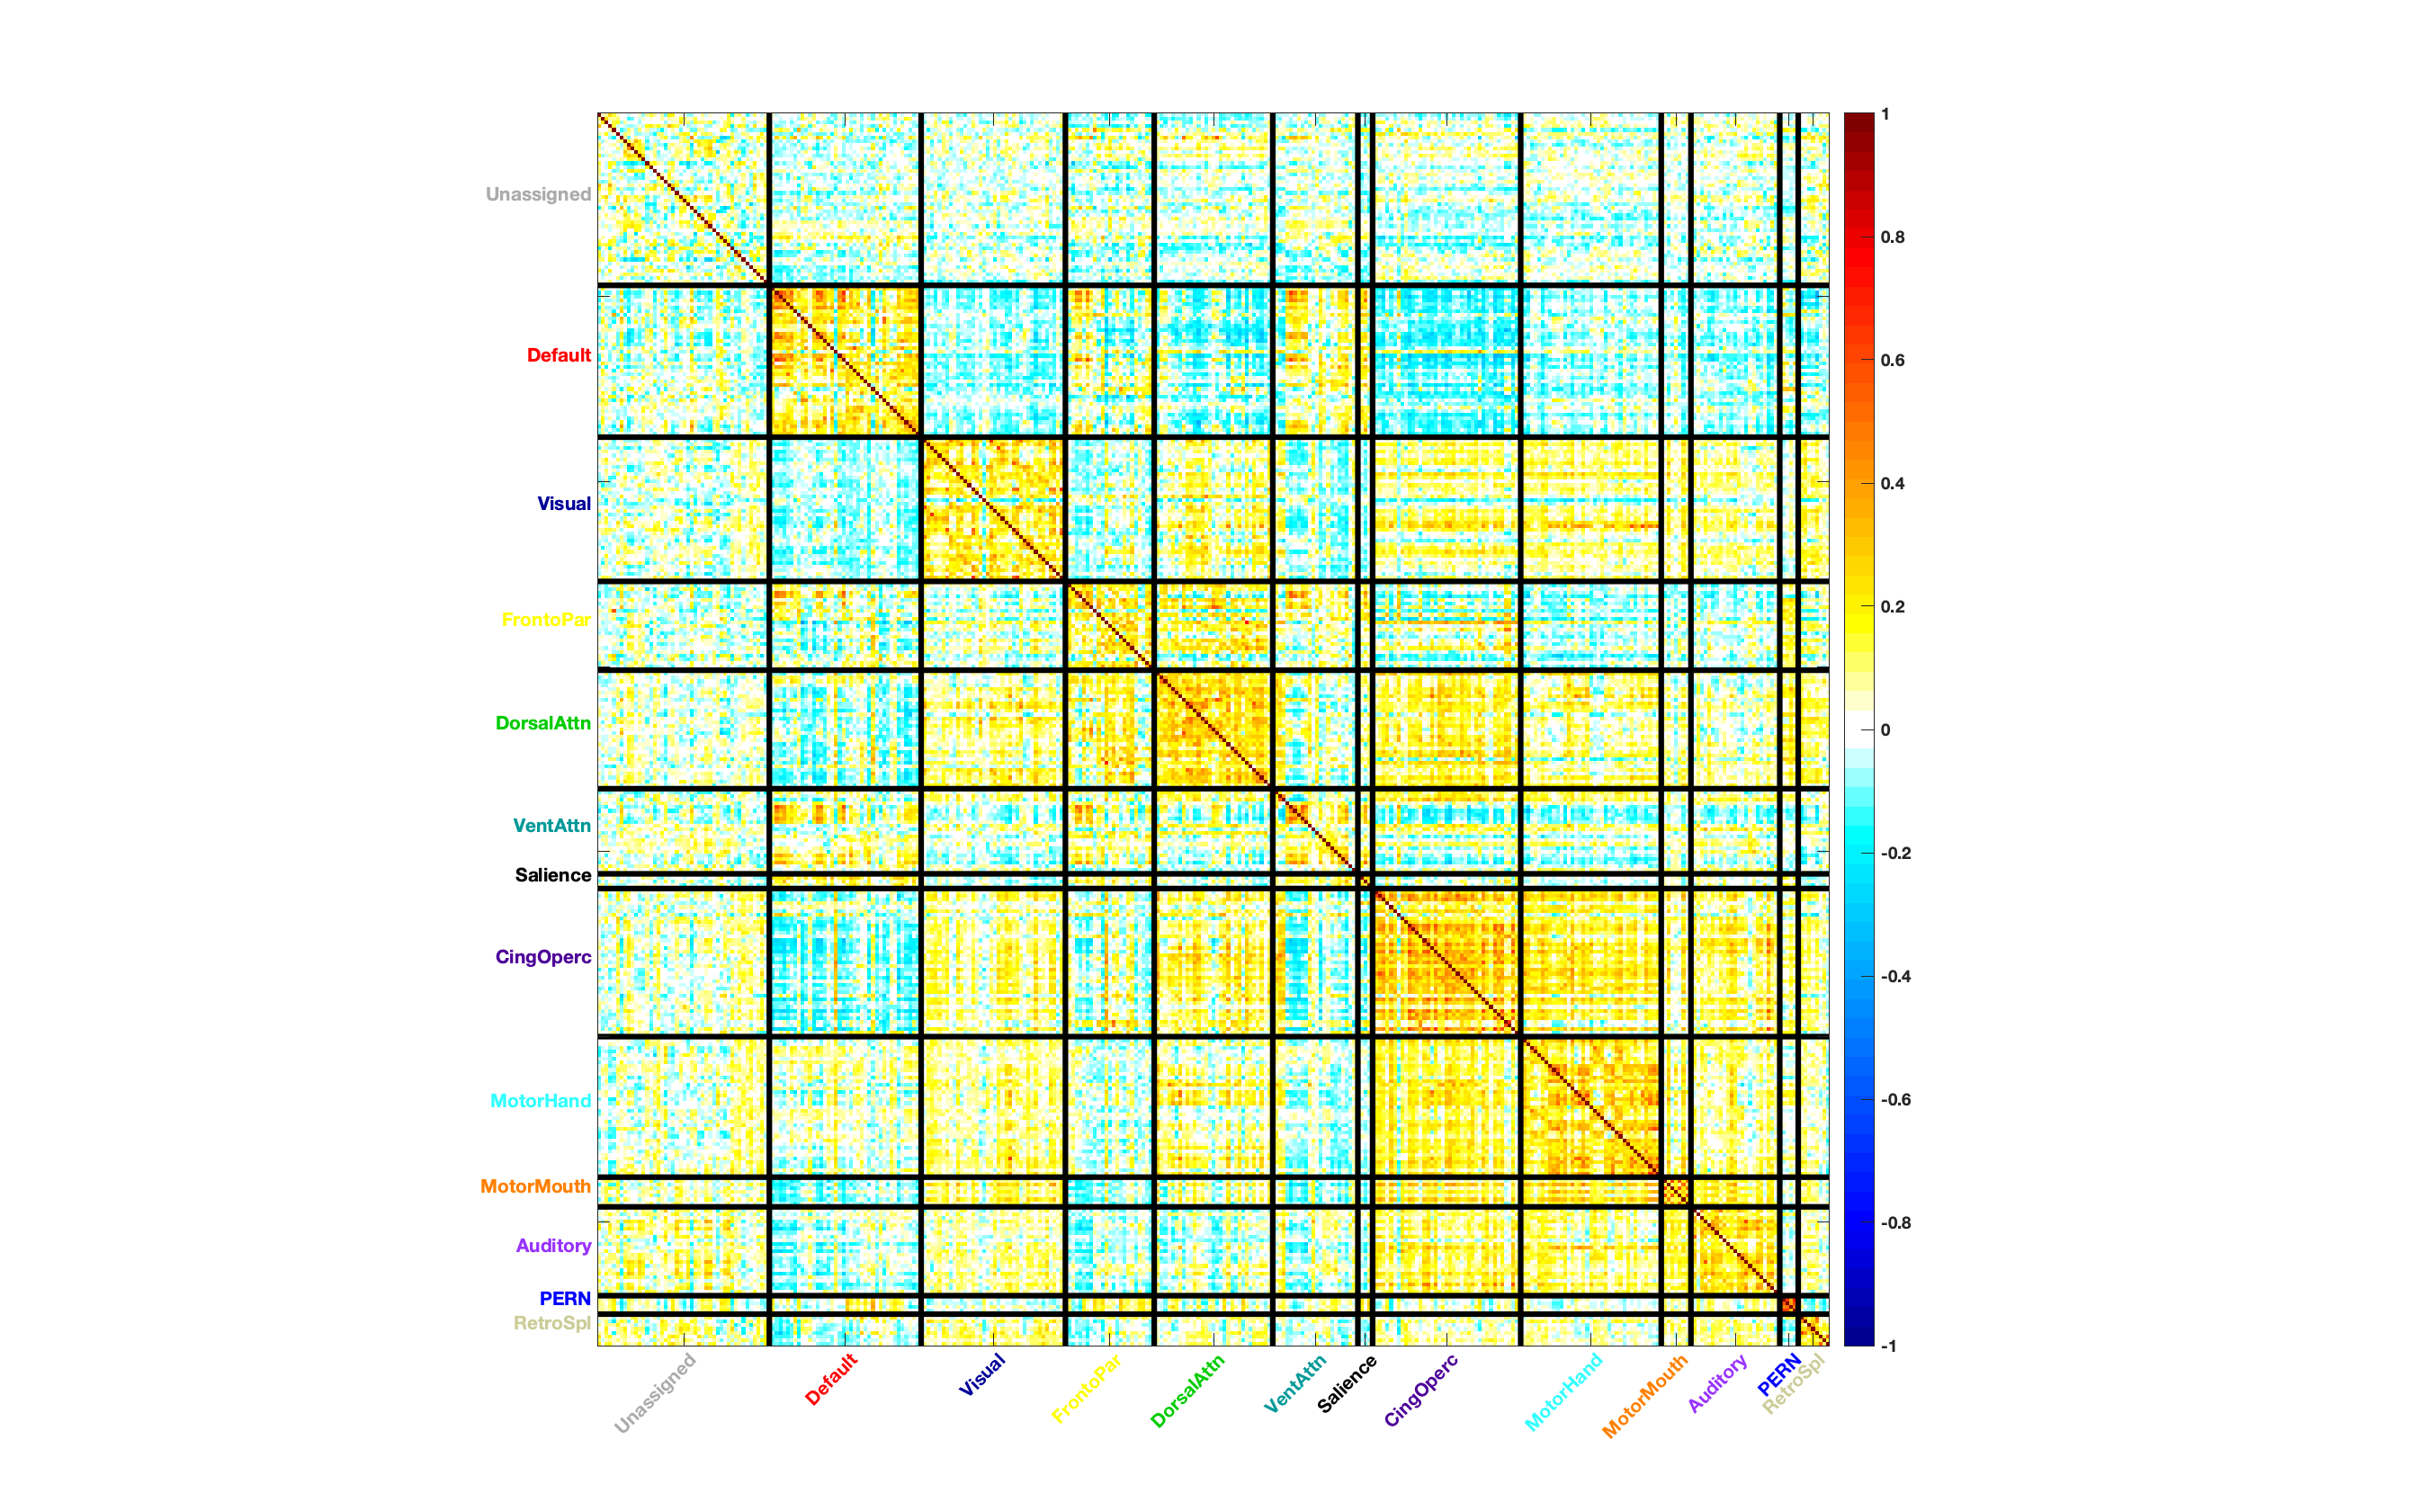 Unassigned
Default
Visual
FrontoPar
DorsalAttn
VentAttn
Salience
CingOperc
MotorHand
MotorMouth
Auditory
PERN
RetroSpl
Unassigned
Default
Visual
FrontoPar
DorsalAttn
VentAttn
Salience
CingOperc
MotorHand
MotorMouth
Auditory
PERN
RetroSpl
1
0.8
0.6
0.4
0.2
0
-0.2
-0.4
-0.6
-0.8
-1